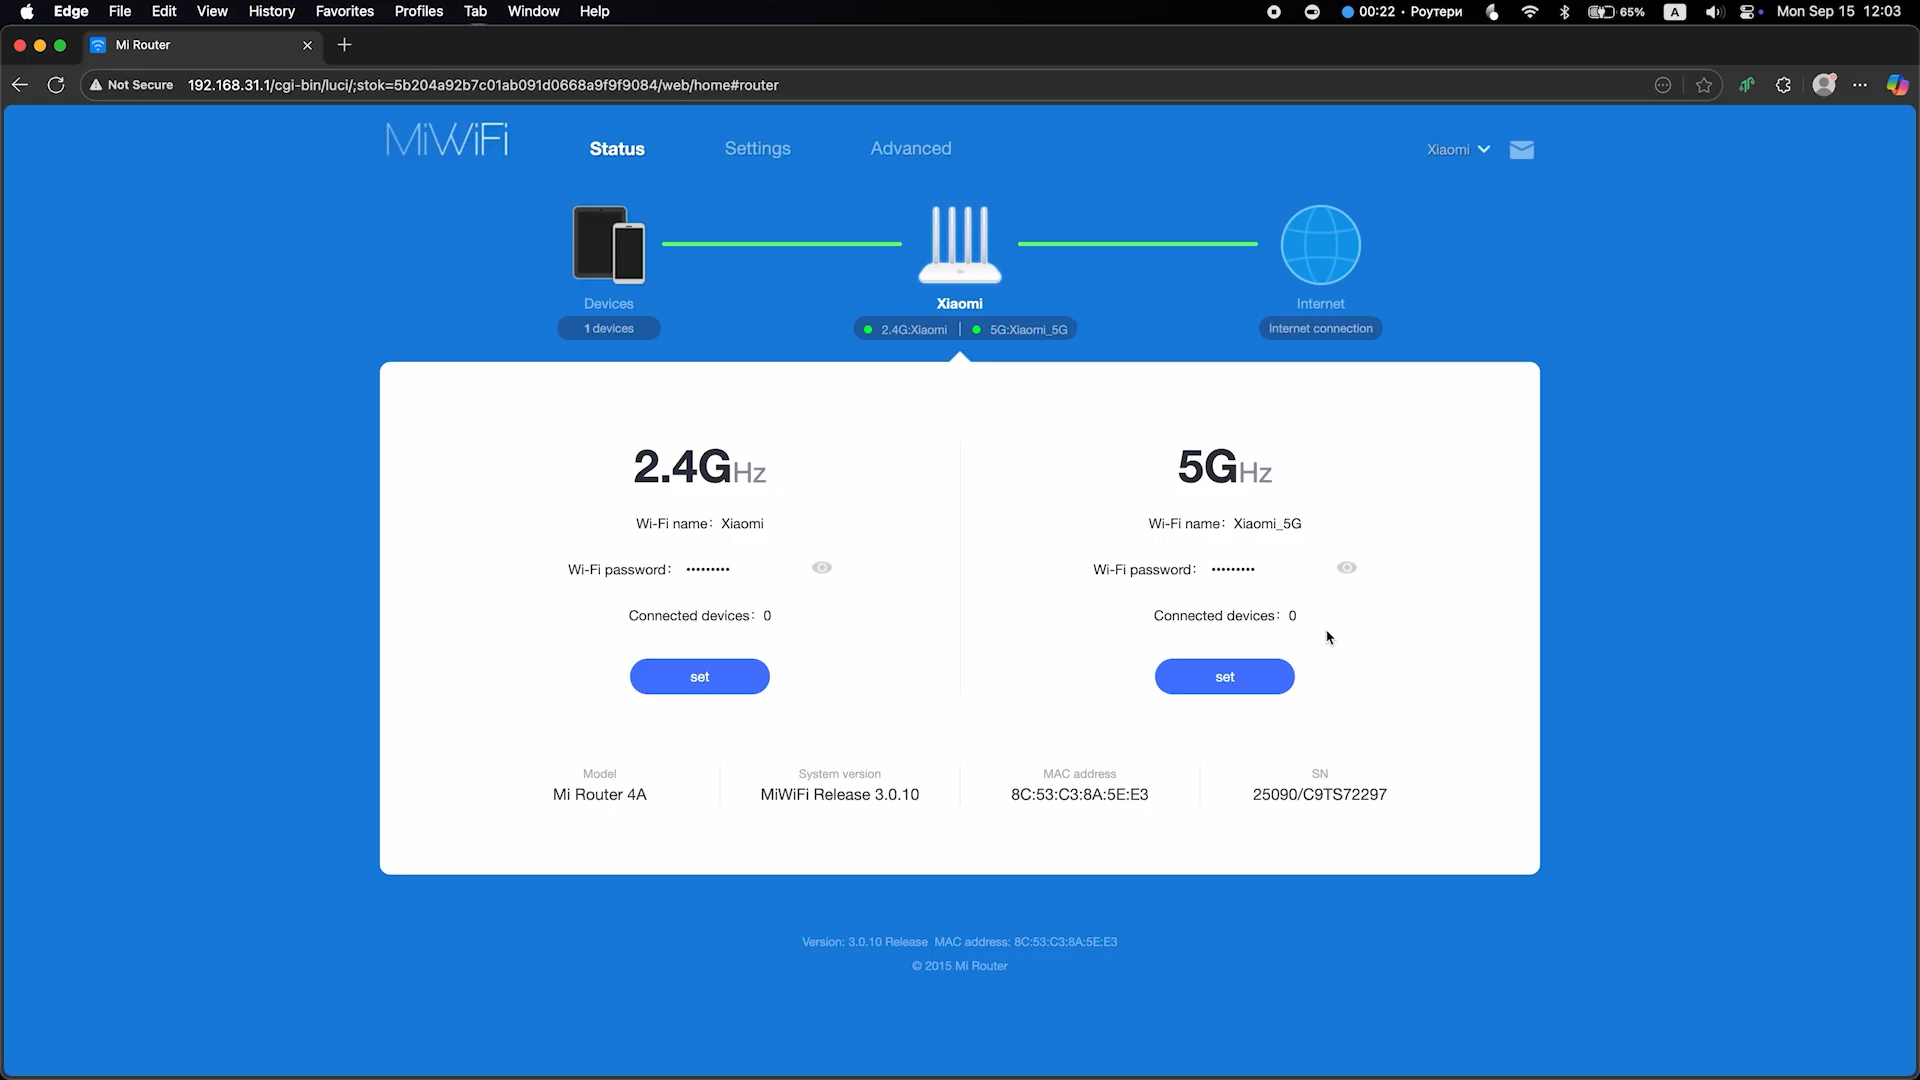 Edge File Edit View History Favorites Profiles Tab Window Help 00:22 • Роутери 65% A Mon Sep 15 12:03
Mi Router
Not Secure 192.168.31.1/cgi-bin/luci/;stok=5b204a92b7c01ab091d0668a9f9f9084/web/home#router
MiWiFi Status Settings Advanced Xiaomi
Devices Xiaomi Internet
1 devices 2.4G:Xiaomi 5G:Xiaomi_5G Internet connection
2.4GHz 5GHz
Wi-Fi name: Xiaomi Wi-Fi name: Xiaomi_5G
Wi-Fi password: ••••••••• Wi-Fi password: •••••••••
Connected devices: 0 Connected devices: 0
set set
Model System version MAC address SN
Mi Router 4A MiWiFi Release 3.0.10 8C:53:C3:8A:5E:E3 25090/C9TS72297
Version: 3.0.10 Release MAC address: 8C:53:C3:8A:5E:E3
© 2015 Mi Router